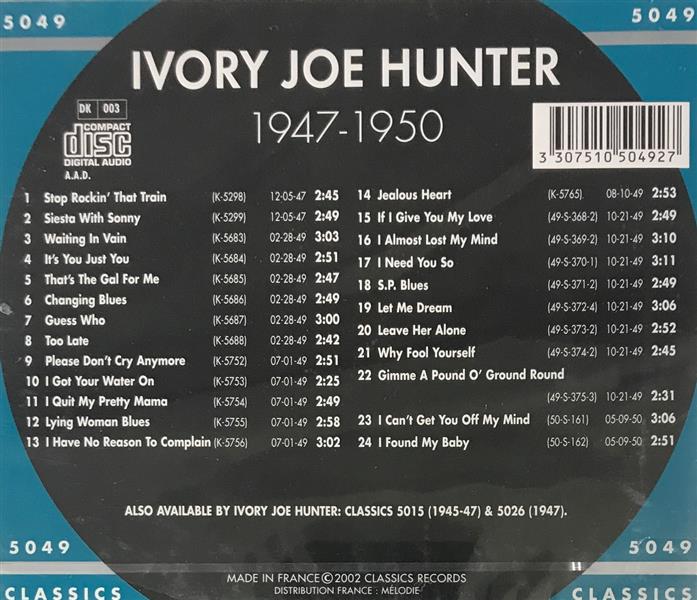 5049
5049
IVORY JOE HUNTER
1947-1950
DK 003
COMPACT
disc
DIGITAL AUDIO
A.A.D.
3 307510 504927
1 Stop Rockin' That Train (K-5298) 12-05-47 2:45
2 Siesta With Sonny (K-5299) 12-05-47 2:49
3 Waiting In Vain (K-5683) 02-28-49 3:03
4 It's You Just You (K-5684) 02-28-49 2:51
5 That's The Gal For Me (K-5685) 02-28-49 2:47
6 Changing Blues (K-5686) 02-28-49 2:49
7 Guess Who (K-5687) 02-28-49 3:00
8 Too Late (K-5688) 02-28-49 2:42
9 Please Don't Cry Anymore (K-5752) 07-01-49 2:51
10 I Got Your Water On (K-5753) 07-01-49 2:25
11 I Quit My Pretty Mama (K-5754) 07-01-49 2:49
12 Lying Woman Blues (K-5755) 07-01-49 2:58
13 I Have No Reason To Complain (K-5756) 07-01-49 3:02
14 Jealous Heart (K-5765) 08-10-49 2:53
15 If I Give You My Love (49-S-368-2) 10-21-49 2:49
16 I Almost Lost My Mind (49-S-369-2) 10-21-49 3:10
17 I Need You So (49-S-370-1) 10-21-49 3:11
18 S.P. Blues (49-S-371-2) 10-21-49 2:49
19 Let Me Dream (49-S-372-4) 10-21-49 3:06
20 Leave Her Alone (49-S-373-2) 10-21-49 2:52
21 Why Fool Yourself (49-S-374-2) 10-21-49 2:45
22 Gimme A Pound O' Ground Round
(49-S-375-3) 10-21-49 2:31
23 I Can't Get You Off My Mind (50-S-161) 05-09-50 3:06
24 I Found My Baby (50-S-162) 05-09-50 2:51
ALSO AVAILABLE BY IVORY JOE HUNTER: CLASSICS 5015 (1945-47) & 5026 (1947).
5049
5049
MADE IN FRANCE Ⓒ 2002 CLASSICS RECORDS
DISTRIBUTION FRANCE : MÉLODIE
CLASSICS
CLASSICS